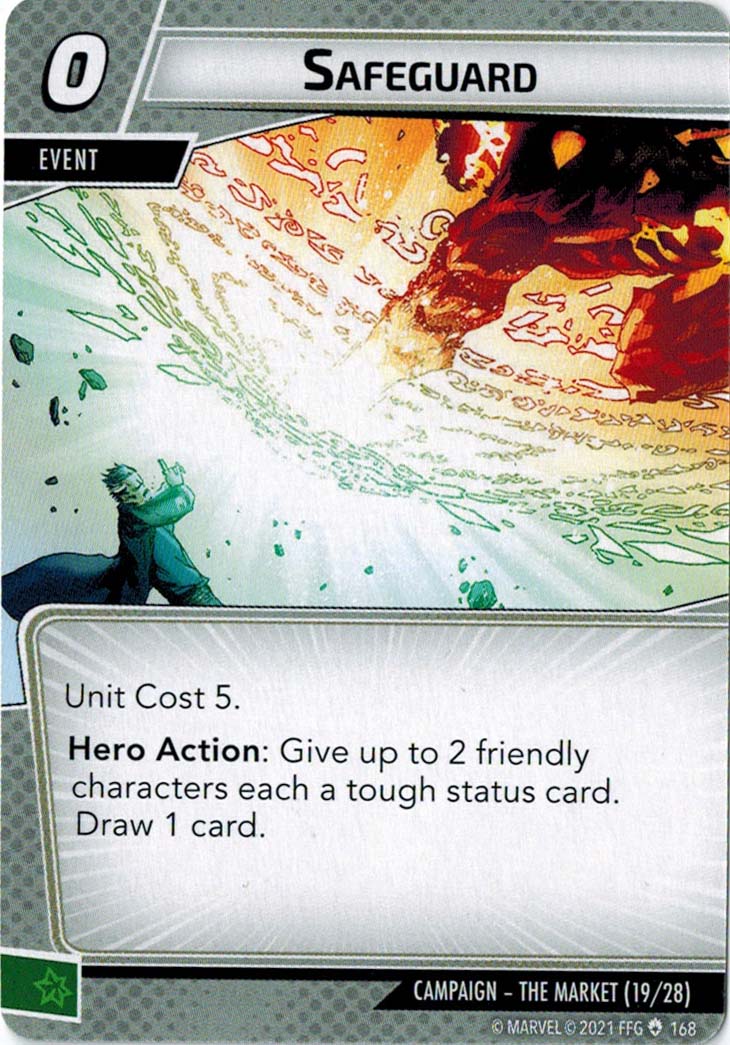 0
SAFEGUARD
EVENT
Unit Cost 5.
Hero Action: Give up to 2 friendly
characters each a tough status card.
Draw 1 card.
CAMPAIGN – THE MARKET (19/28)
© MARVEL © 2021 FFG 168